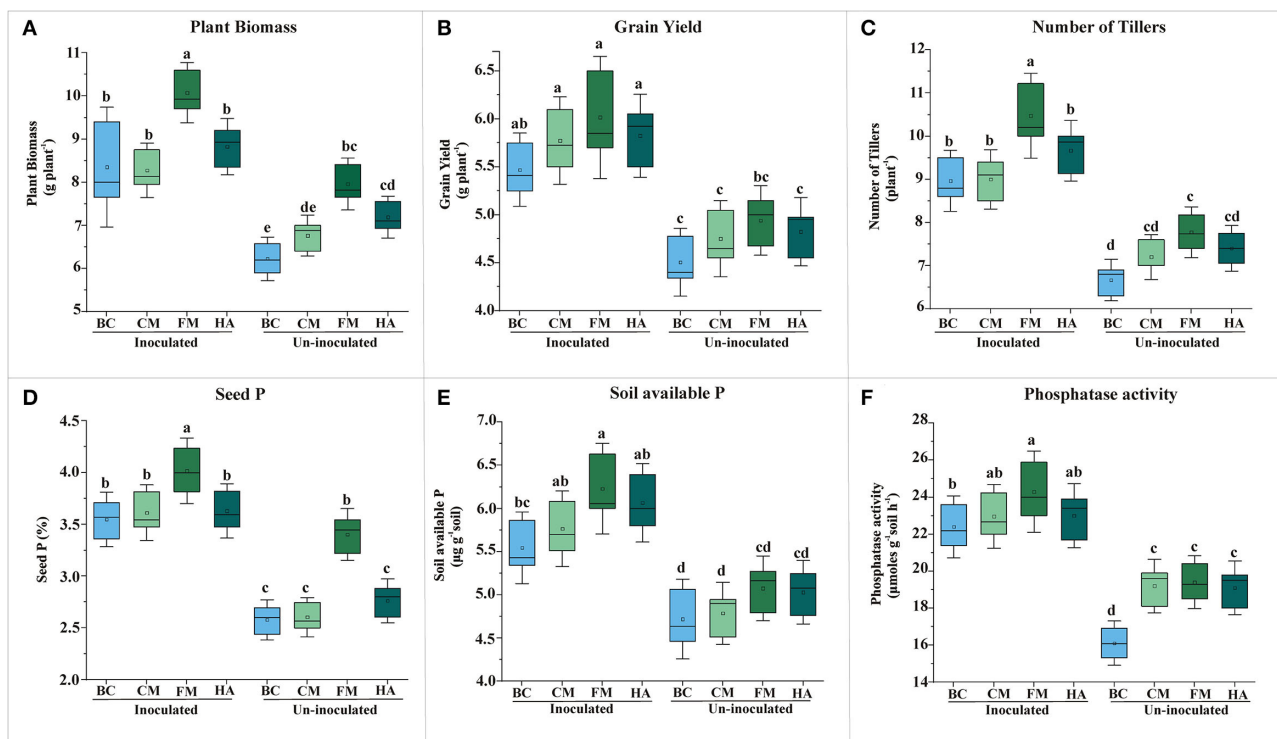 A
Plant Biomass
Plant Biomass
(g plant⁻¹)
11
10
9
8
7
6
5
b
b
a
b
e
de
bc
cd
BC CM FM HA BC CM FM HA
Inoculated Un-inoculated
B
Grain Yield
Grain Yield
(g plant⁻¹)
6.5
6.0
5.5
5.0
4.5
4.0
ab
a
a
a
c
c
c
c
BC CM FM HA BC CM FM HA
Inoculated Un-inoculated
C
Number of Tillers
Number of Tillers
(plant⁻¹)
12
11
10
9
8
7
6
5
b
b
a
b
d
cd
c
cd
BC CM FM HA BC CM FM HA
Inoculated Un-inoculated
D
Seed P
Seed P (%)
4.5
4.0
3.5
3.0
2.5
2.0
b
b
a
b
c
c
b
c
BC CM FM HA BC CM FM HA
Inoculated Un-inoculated
E
Soil available P
Soil available P
(µg g⁻¹soil)
7.0
6.5
6.0
5.5
5.0
4.5
4.0
bc
ab
a
ab
d
d
cd
cd
BC CM FM HA BC CM FM HA
Inoculated Un-inoculated
F
Phosphatase activity
Phosphatase activity
(µmoles g⁻¹soil h⁻¹)
28
26
24
22
20
18
16
14
b
ab
a
ab
d
c
c
c
BC CM FM HA BC CM FM HA
Inoculated Un-inoculated